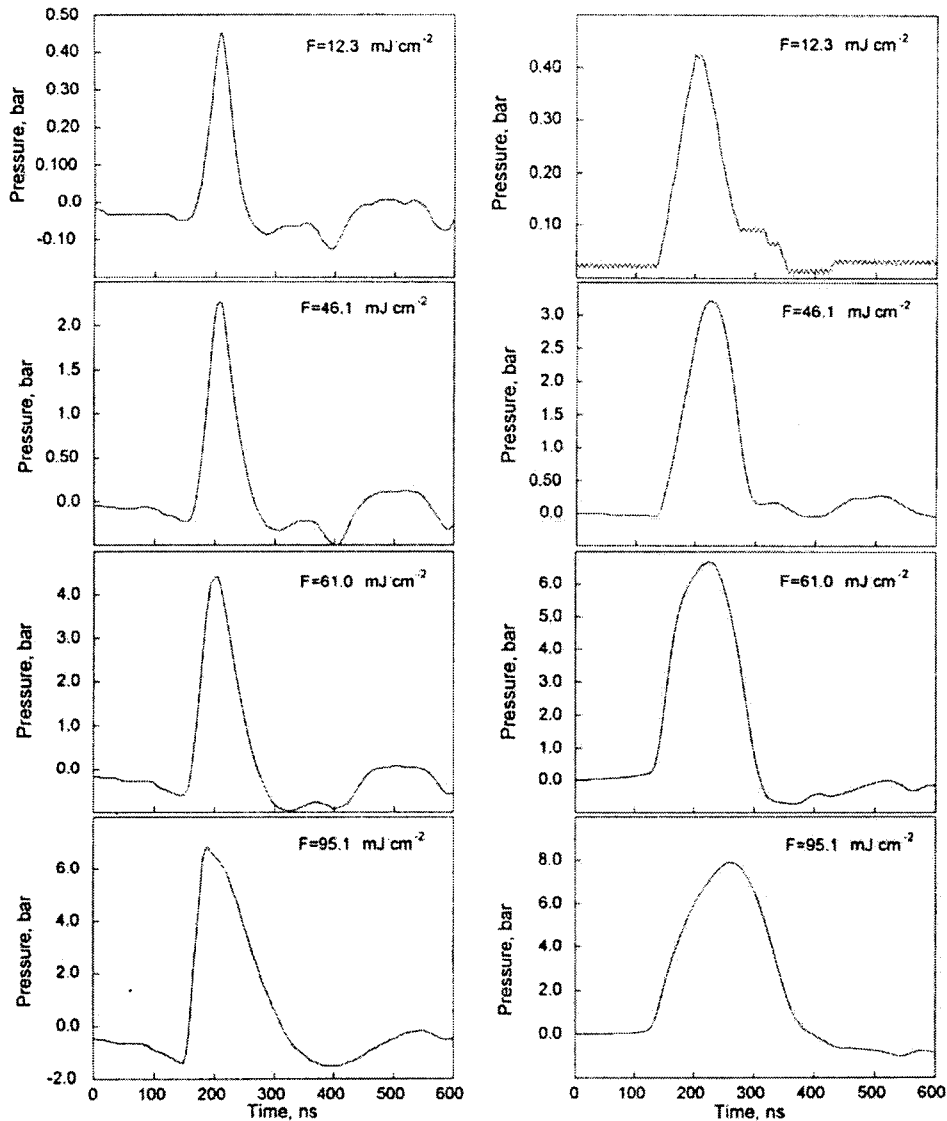 0.50
0.40
0.30
0.20
0.100
0.0
-0.10
Pressure, bar
F=12.3 mJ cm-2
0.40
0.30
0.20
0.10
Pressure, bar
F=12.3 mJ cm-2
2.0
1.5
1.0
0.50
0.0
Pressure, bar
F=46.1 mJ cm-2
3.0
2.5
2.0
1.5
1.0
0.50
0.0
Pressure, bar
F=46.1 mJ cm-2
4.0
3.0
2.0
1.0
0.0
Pressure, bar
F=61.0 mJ cm-2
6.0
5.0
4.0
3.0
2.0
1.0
0.0
Pressure, bar
F=61.0 mJ cm-2
6.0
4.0
2.0
0.0
-2.0
Pressure, bar
F=95.1 mJ cm-2
0 100 200 300 400 500 600
Time, ns
8.0
6.0
4.0
2.0
0.0
Pressure, bar
F=95.1 mJ cm-2
0 100 200 300 400 500 600
Time, ns